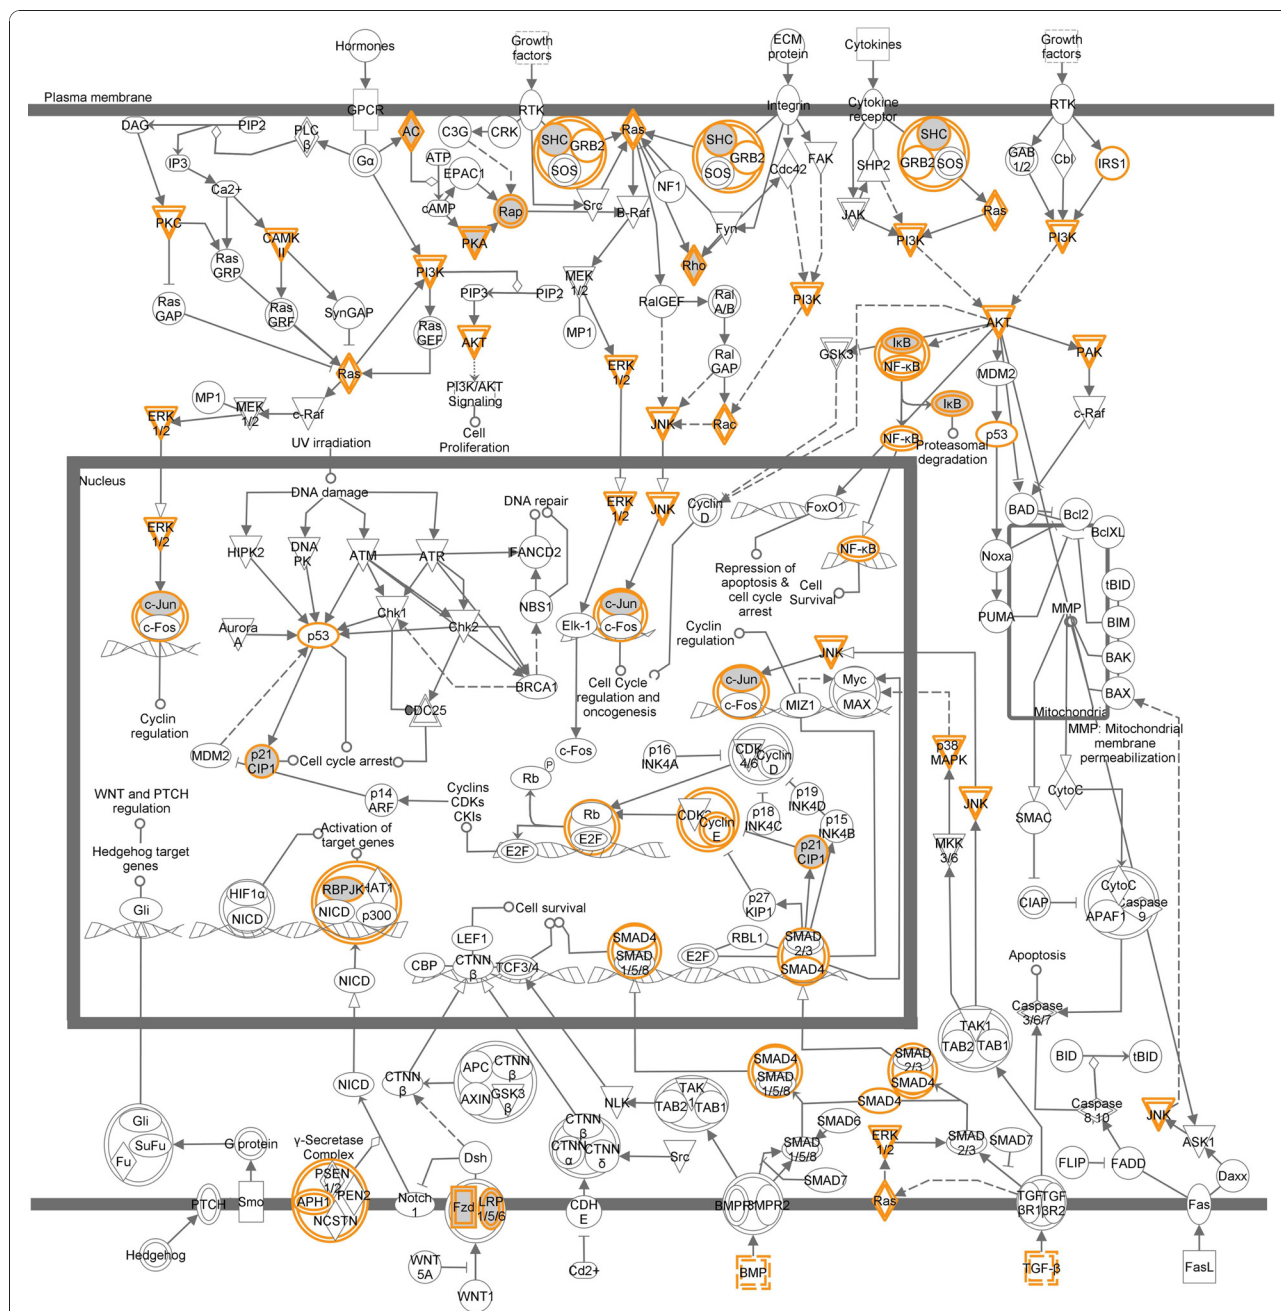 Hormones
Growth
factors
ECM
protein
Cytokines
Growth
factors
Plasma membrane
GPCR
RTK
Integrin
Cytokine
receptor
RTK
DAG
PIP2
PLC
β
AC
C3G
CRK
SHC
GRB2
SOS
Ras
SHC
GRB2
SOS
Cdc42
FAK
SHP2
SHC
GRB2
SOS
GAB
1/2
Cbl
IRS1
IP3
Gα
ATP
EPAC1
cAMP
Ca2+
NF1
PKC
CAMK
II
PKA
Rap
Src
B-Raf
Fyn
JAK
PI3K
Ras
PI3K
Ras
GRP
PI3K
MEK
1/2
Rho
PI3K
Ras
GAP
Ras
GRF
SynGAP
Ras
GEF
PIP3
PIP2
MP1
RalGEF
Ral
A/B
AKT
AKT
GSK3
IκB
NF-κB
MDM2
PAK
Ras
ERK
1/2
Ral
GAP
PI3K/AKT
Signaling
Cell
Proliferation
MP1
MEK
1/2
c-Raf
ERK
1/2
JNK
Rac
IκB
c-Raf
NF-κB
Proteasomal
degradation
p53
UV irradiation
Nucleus
DNA damage
DNA repair
ERK
1/2
JNK
Cyclin
D
FoxO1
BAD
Bcl2
BclXL
ERK
1/2
HIPK2
DNA
PK
ATM
ATR
FANCD2
NF-κB
Noxa
Repression of
apoptosis &
cell cycle
arrest
Cell
Survival
tBID
c-Jun
c-Fos
Chk1
Chk2
NBS1
c-Jun
c-Fos
Elk-1
MMP
PUMA
BIM
Aurora
A
p53
Cyclin
regulation
JNK
BAK
BRCA1
Cell Cycle
regulation and
oncogenesis
c-Jun
c-Fos
MIZ1
Myc
MAX
BAX
Cyclin
regulation
CDC25
Mitochondria
MMP: Mitochondrial
membrane
permeabilization
MDM2
p21
CIP1
Cell cycle arrest
c-Fos
p16
INK4A
CDK
4/6
Cyclin
D
p38
MAPK
P
Rb
p14
ARF
Cyclins
CDKs
CKIs
p19
INK4D
JNK
CytoC
WNT and PTCH
regulation
Rb
E2F
E2F
CDK2
Cyclin
E
p18
INK4C
p15
INK4B
SMAC
Hedgehog target
genes
Activation of
target genes
p21
CIP1
MKK
3/6
Gli
HIF1α
NICD
RBPJK
HAT1
NICD
p300
p27
KIP1
CIAP
CytoC
APAF1
Caspase
9
Cell survival
LEF1
CBP
CTNN
β
TCF3/4
SMAD4
SMAD
1/5/8
RBL1
E2F
SMAD
2/3
SMAD4
Apoptosis
NICD
Caspase
3/6/7
TAK1
TAB2
TAB1
NICD
CTNN
β
APC
CTNN
β
AXIN
GSK3
β
SMAD4
SMAD
1/5/8
SMAD
2/3
SMAD4
BID
tBID
NLK
TAK
1
TAB2
TAB1
SMAD4
Caspase
8,10
JNK
Gli
SuFu
Fu
G protein
γ-Secretase
Complex
PSEN
1/2
APH1
PEN2
NCSTN
Dsh
CTNN
β
CTNN
α
CTNN
δ
Src
SMAD6
SMAD
1/5/8
SMAD7
ERK
1/2
SMAD
2/3
SMAD7
ASK1
FLIP
FADD
Daxx
PTCH
Smo
Notch
1
Fzd
LRP
1/5/6
CDH
E
BMPR1
BMPR2
Ras
TGF
βR1
TGF
βR2
Fas
Hedgehog
WNT
5A
WNT1
Cd2+
BMP
TGF-β
FasL